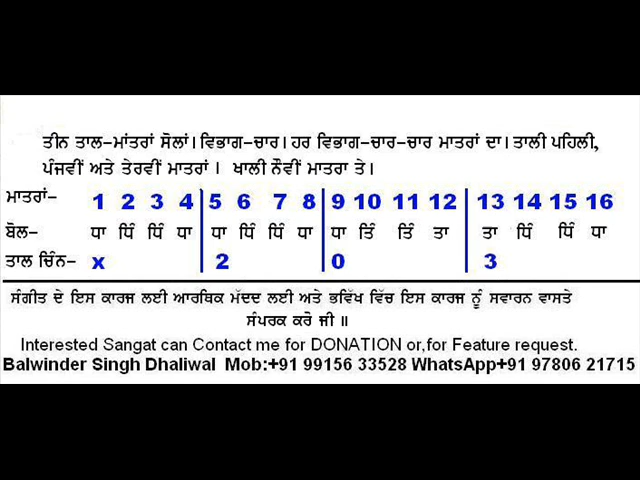 ਤੀਨ ਤਾਲ-ਮਾਂਤਰਾਂ ਸੋਲਾਂ। ਵਿਭਾਗ-ਚਾਰ। ਹਰ ਵਿਭਾਗ-ਚਾਰ-ਚਾਰ ਮਾਤਰਾਂ ਦਾ। ਤਾਲੀ ਪਹਿਲੀ,
ਪੰਜਵੀਂ ਅਤੇ ਤੇਰਵੀਂ ਮਾਤਰਾਂ। ਖਾਲੀ ਨੌਵੀਂ ਮਾਤਰਾ ਤੇ।
ਮਾਤਰਾਂ- 1 2 3 4 5 6 7 8 9 10 11 12 13 14 15 16
ਬੋਲ- ਧਾ ਧਿੰ ਧਿੰ ਧਾ ਧਾ ਧਿੰ ਧਿੰ ਧਾ ਧਾ ਤਿੰ ਤਿੰ ਤਾ ਤਾ ਧਿੰ ਧਿੰ ਧਾ
ਤਾਲ ਚਿੰਨ- x 2 0 3
ਸੰਗੀਤ ਦੇ ਇਸ ਕਾਰਜ ਲਈ ਆਰਥਿਕ ਮੱਦਦ ਲਈ ਅਤੇ ਭਵਿੱਖ ਵਿੱਚ ਇਸ ਕਾਰਜ ਨੂੰ ਸਵਾਰਨ ਵਾਸਤੇ
ਸੰਪਰਕ ਕਰੋ ਜੀ ॥
Interested Sangat can Contact me for DONATION or,for Feature request.
Balwinder Singh Dhaliwal Mob:+91 99156 33528 WhatsApp+91 97806 21715